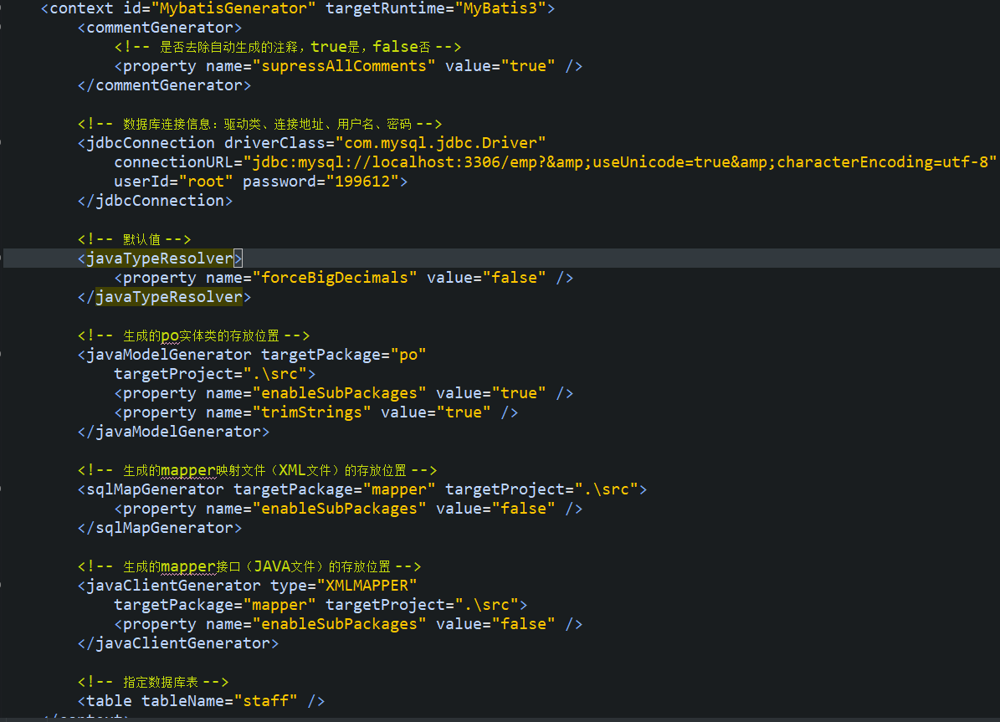 <context id="MybatisGenerator" targetRuntime="MyBatis3">
<commentGenerator>
<!-- 是否去除自动生成的注释，true是，false否 -->
<property name="supressAllComments" value="true" />
</commentGenerator>
<!-- 数据库连接信息：驱动类、连接地址、用户名、密码 -->
<jdbcConnection driverClass="com.mysql.jdbc.Driver"
connectionURL="jdbc:mysql://localhost:3306/emp?&amp;useUnicode=true&amp;characterEncoding=utf-8"
userId="root" password="199612">
</jdbcConnection>
<!-- 默认值 -->
<javaTypeResolver>
<property name="forceBigDecimals" value="false" />
</javaTypeResolver>
<!-- 生成的po实体类的存放位置 -->
<javaModelGenerator targetPackage="po"
targetProject=".\src">
<property name="enableSubPackages" value="true" />
<property name="trimStrings" value="true" />
</javaModelGenerator>
<!-- 生成的mapper映射文件（XML文件）的存放位置 -->
<sqlMapGenerator targetPackage="mapper" targetProject=".\src">
<property name="enableSubPackages" value="false" />
</sqlMapGenerator>
<!-- 生成的mapper接口（JAVA文件）的存放位置 -->
<javaClientGenerator type="XMLMAPPER"
targetPackage="mapper" targetProject=".\src">
<property name="enableSubPackages" value="false" />
</javaClientGenerator>
<!-- 指定数据库表 -->
<table tableName="staff" />
</context>